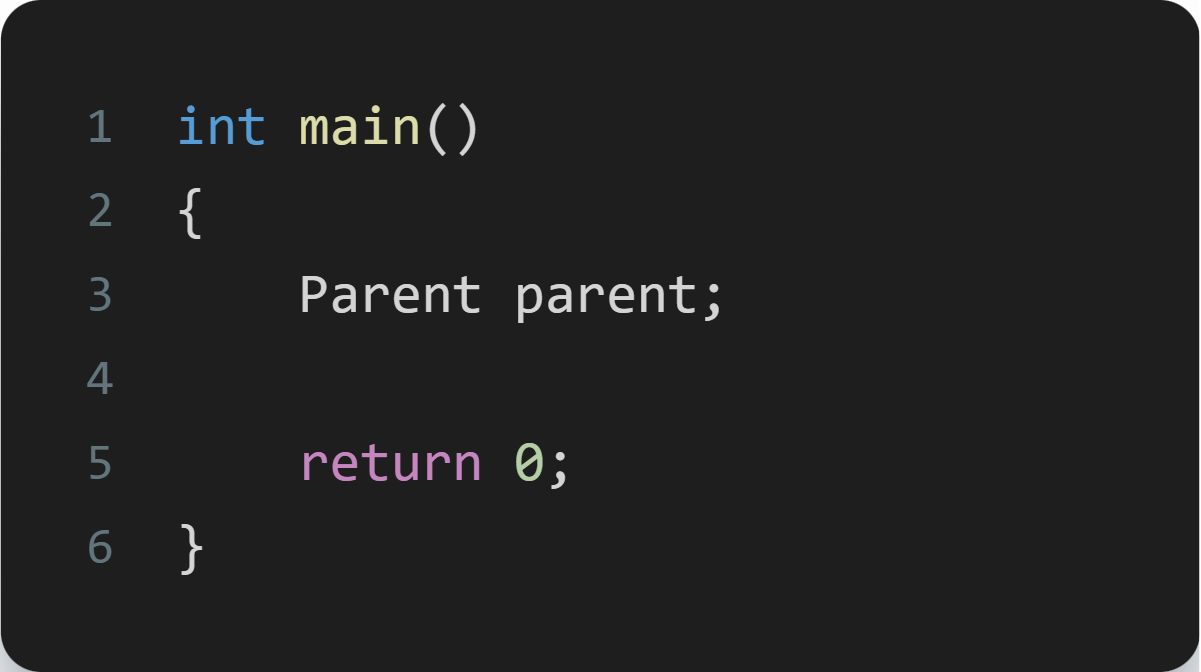 1 int main()
2 {
3     Parent parent;
4
5     return 0;
6 }